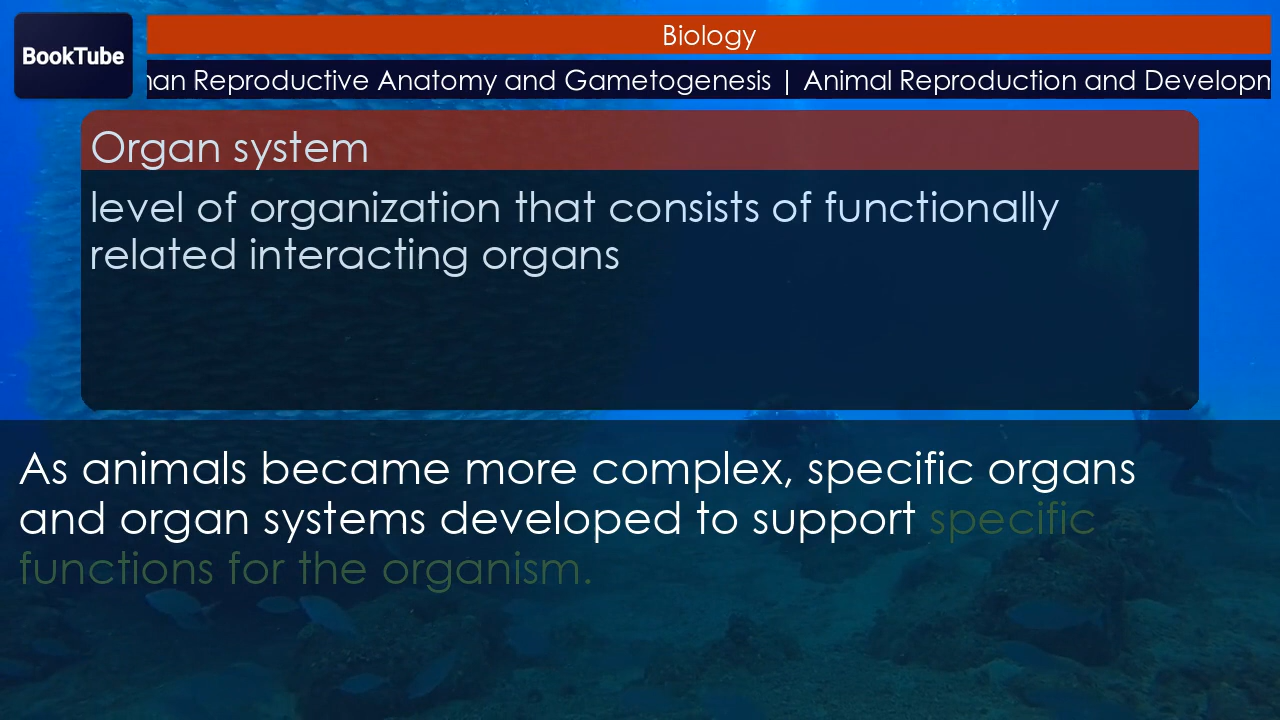 BookTube
Biology
Reproductive Anatomy and Gametogenesis | Animal Reproduction and
Organ system
level of organization that consists of functionally
related interacting organs
As animals became more complex, specific organs
and organ systems developed to support specific
functions for the organism.